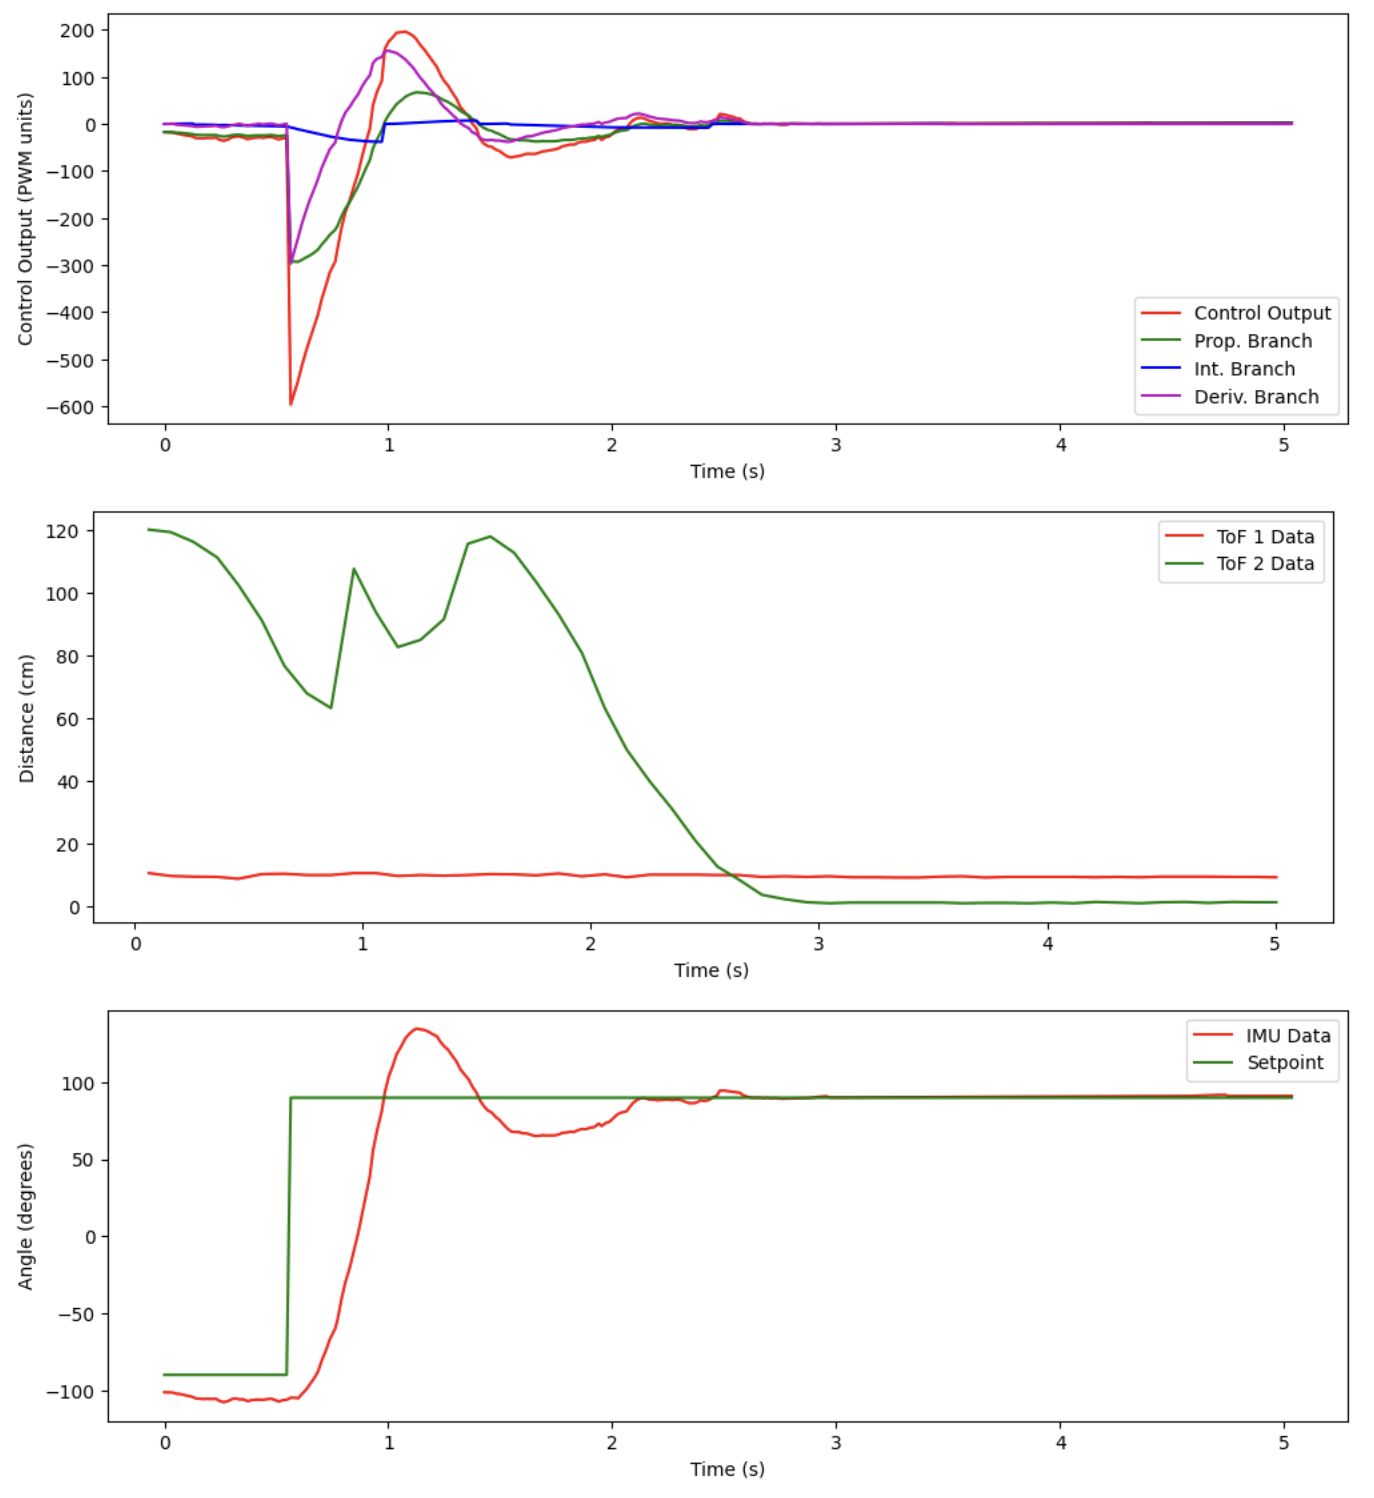 Control Output (PWM units)
200
100
0
−100
−200
−300
−400
−500
−600
Control Output
Prop. Branch
Int. Branch
Deriv. Branch
0 1 2 3 4 5
Time (s)
Distance (cm)
120
100
80
60
40
20
0
ToF 1 Data
ToF 2 Data
0 1 2 3 4 5
Time (s)
Angle (degrees)
100
50
0
−50
−100
IMU Data
Setpoint
0 1 2 3 4 5
Time (s)